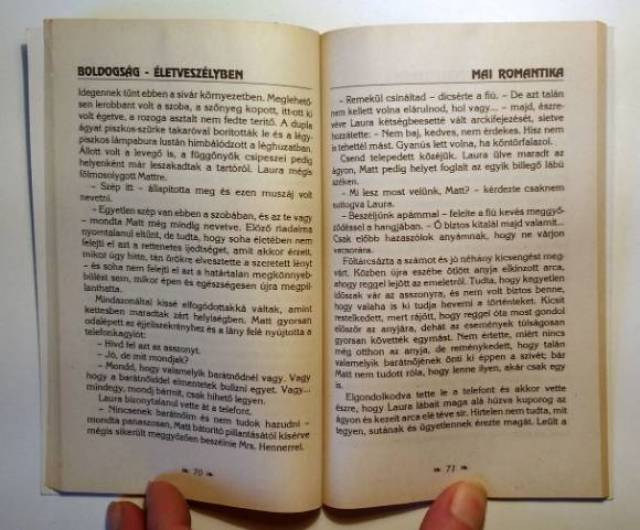 BOLDOGSÁG - ÉLETVESZÉLYBEN
idegennek tűnt ebben a sivár környezetben. Meglehető-
sen lerobbant volt a szoba, a szőnyeg kopott, itt-ott ki
volt égetve, a rozoga asztalt nem fedte terítő. A dupla
ágyat piszkos-szürke takaróval borították le és a légy-
piszkos lámpabura lustán himbálódzott a léghuzatban.
Állott volt a levegő is, a függönyök csipeszei pedig
helyenként már leszakadtak a tartóról. Laura mégis
fölmosolygott Mattre.
– Szép itt – állapította meg és ezen muszáj volt
nevetni.
– Egyetlen szép van ebben a szobában, és az te vagy
– mondta Matt még mindig nevetve. Előző riadalma
nyomtalanul eltűnt, de tudta, hogy soha életében nem
felejti el azt a rettenetes ijedtséget, amit akkor érzett,
mikor úgy hitte, tán örökre elvesztette a szeretett lényt
– és soha nem felejti el azt a határtalan megkönnyeb-
bülést sem, mikor épen és egészségesen újra megpil-
lanthatta.
Mindazonáltal kissé elfogódottakká váltak, amint
kettesben maradtak zárt helyiségben. Matt gyorsan
odalépett az éjjeliszekrényhez és a lány felé nyújtotta a
telefonkagylót:
– Hívd fel azt az asszonyt.
– Jó, de mit mondjak?
– Mondd, hogy valamelyik barátnődnél vagy. Vagy
hogy a barátnőiddel elmentetek bulizni egyet. Vagy...
mindegy, mondj bármit, csak hihető legyen.
Laura bizonytalanul vette át a telefont.
– Nincsenek barátnőim és nem tudok hazudni –
mondta panaszosan, Matt bátorító pillantásától kísérve
mégis sikerült meggyőzően beszélnie Mrs. Hennerrel.
70
MAI ROMANTIKA
– Remekül csináltad – dicsérte a fiú. – De azt talán
nem kellett volna elárulnod, hol vagy... – majd, észre-
véve Laura kétségbeesetté vált arckifejezését, sietve
hozzátette: – Nem baj, kedves, nem érdekes. Hisz nem
is tehettél mást. Gyanús lett volna, ha köntörfalazol.
Csend telepedett közéjük. Laura ülve maradt az
ágyon, Matt pedig helyet foglalt az egyik billegő lábú
széken.
– Mi lesz most velünk, Matt? – kérdezte csaknem
suttogva Laura.
– Beszéljünk apámmal – felelte a fiú kevés meggyő-
ződéssel a hangjában. – Ő biztos kitalál majd valamit...
Csak előbb hazaszólok anyámnak, hogy ne várjon
vacsorára.
Föltárcsázta a számot és jó néhány kicsengést meg-
várt. Közben újra eszébe ötlött anyja elkínzott arca,
ahogy reggel lejött az emeletről. Tudta, hogy kegyetlen
időszak vár az asszonyra, és nem volt biztos benne,
hogy valaha is ki tudja heverni a történteket. Kicsit
restelkedett, mert rájött, hogy reggel óta most gondol
először az anyjára, dehát az események túlságosan
gyorsan követték egymást. Nem értette, miért nincs
még otthon az anyja, de reménykedett, hogy talán
valamelyik barátnőjének önti ki éppen a szívét; bár
Matt nem tudott róla, hogy lenne ilyen, akár csak egy
is.
Elgondolkodva tette le a telefont és akkor vette
észre, hogy Laura lábait maga alá húzva kuporog az
ágyon és kezeit arca elé téve sír. Hirtelen nem tudta, mit
tegyen, sutának és ügyetlennek érezte magát. Leült a
71